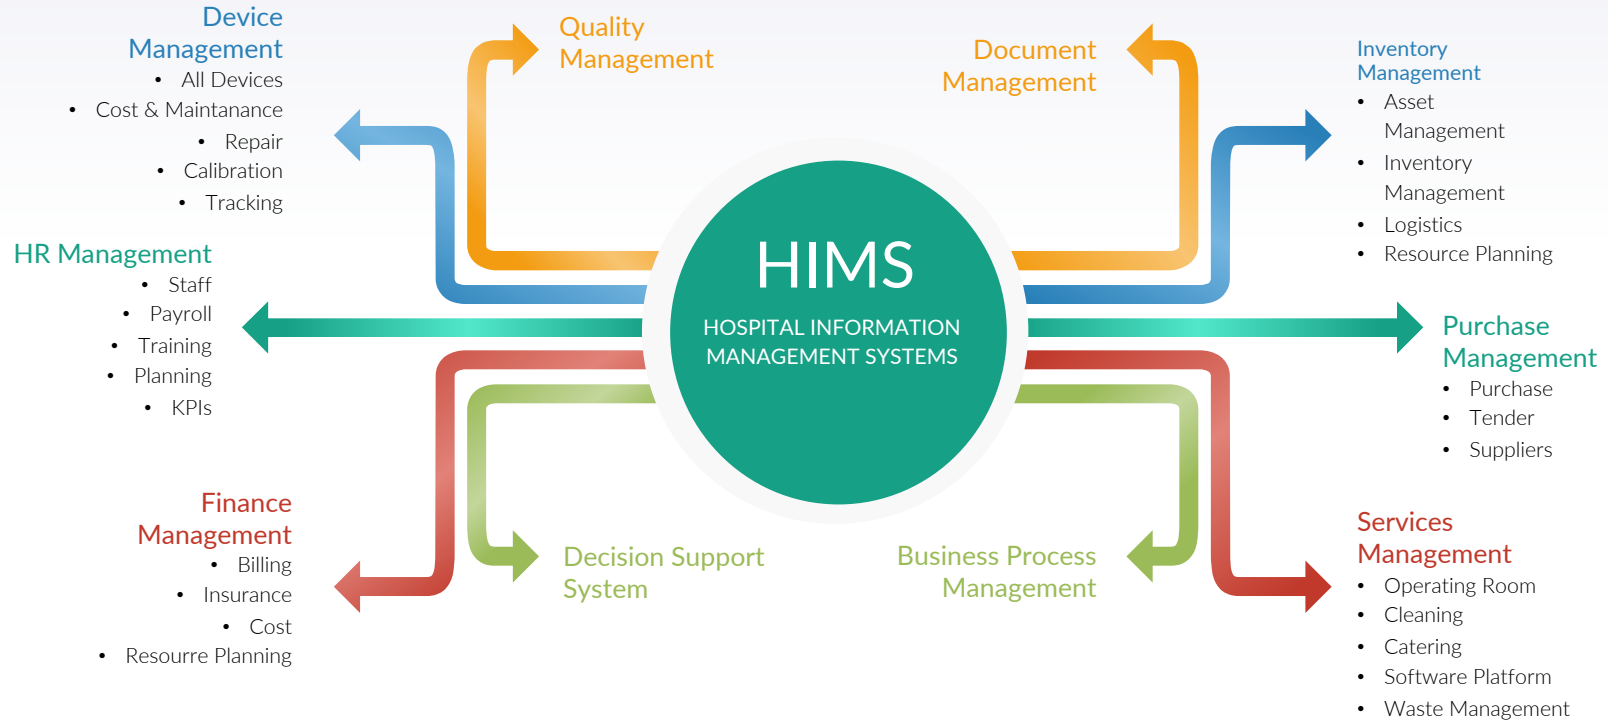 Device
Management
• All Devices
• Cost & Maintanance
• Repair
• Calibration
• Tracking
HR Management
• Staff
• Payroll
• Training
• Planning
• KPIs
Finance
Management
• Billing
• Insurance
• Cost
• Resourre Planning
Quality
Management
Decision Support
System
HIMS
HOSPITAL INFORMATION
MANAGEMENT SYSTEMS
Document
Management
Business Process
Management
Inventory
Management
• Asset
Management
• Inventory
Management
• Logistics
• Resource Planning
Purchase
Management
• Purchase
• Tender
• Suppliers
Services
Management
• Operating Room
• Cleaning
• Catering
• Software Platform
• Waste Management